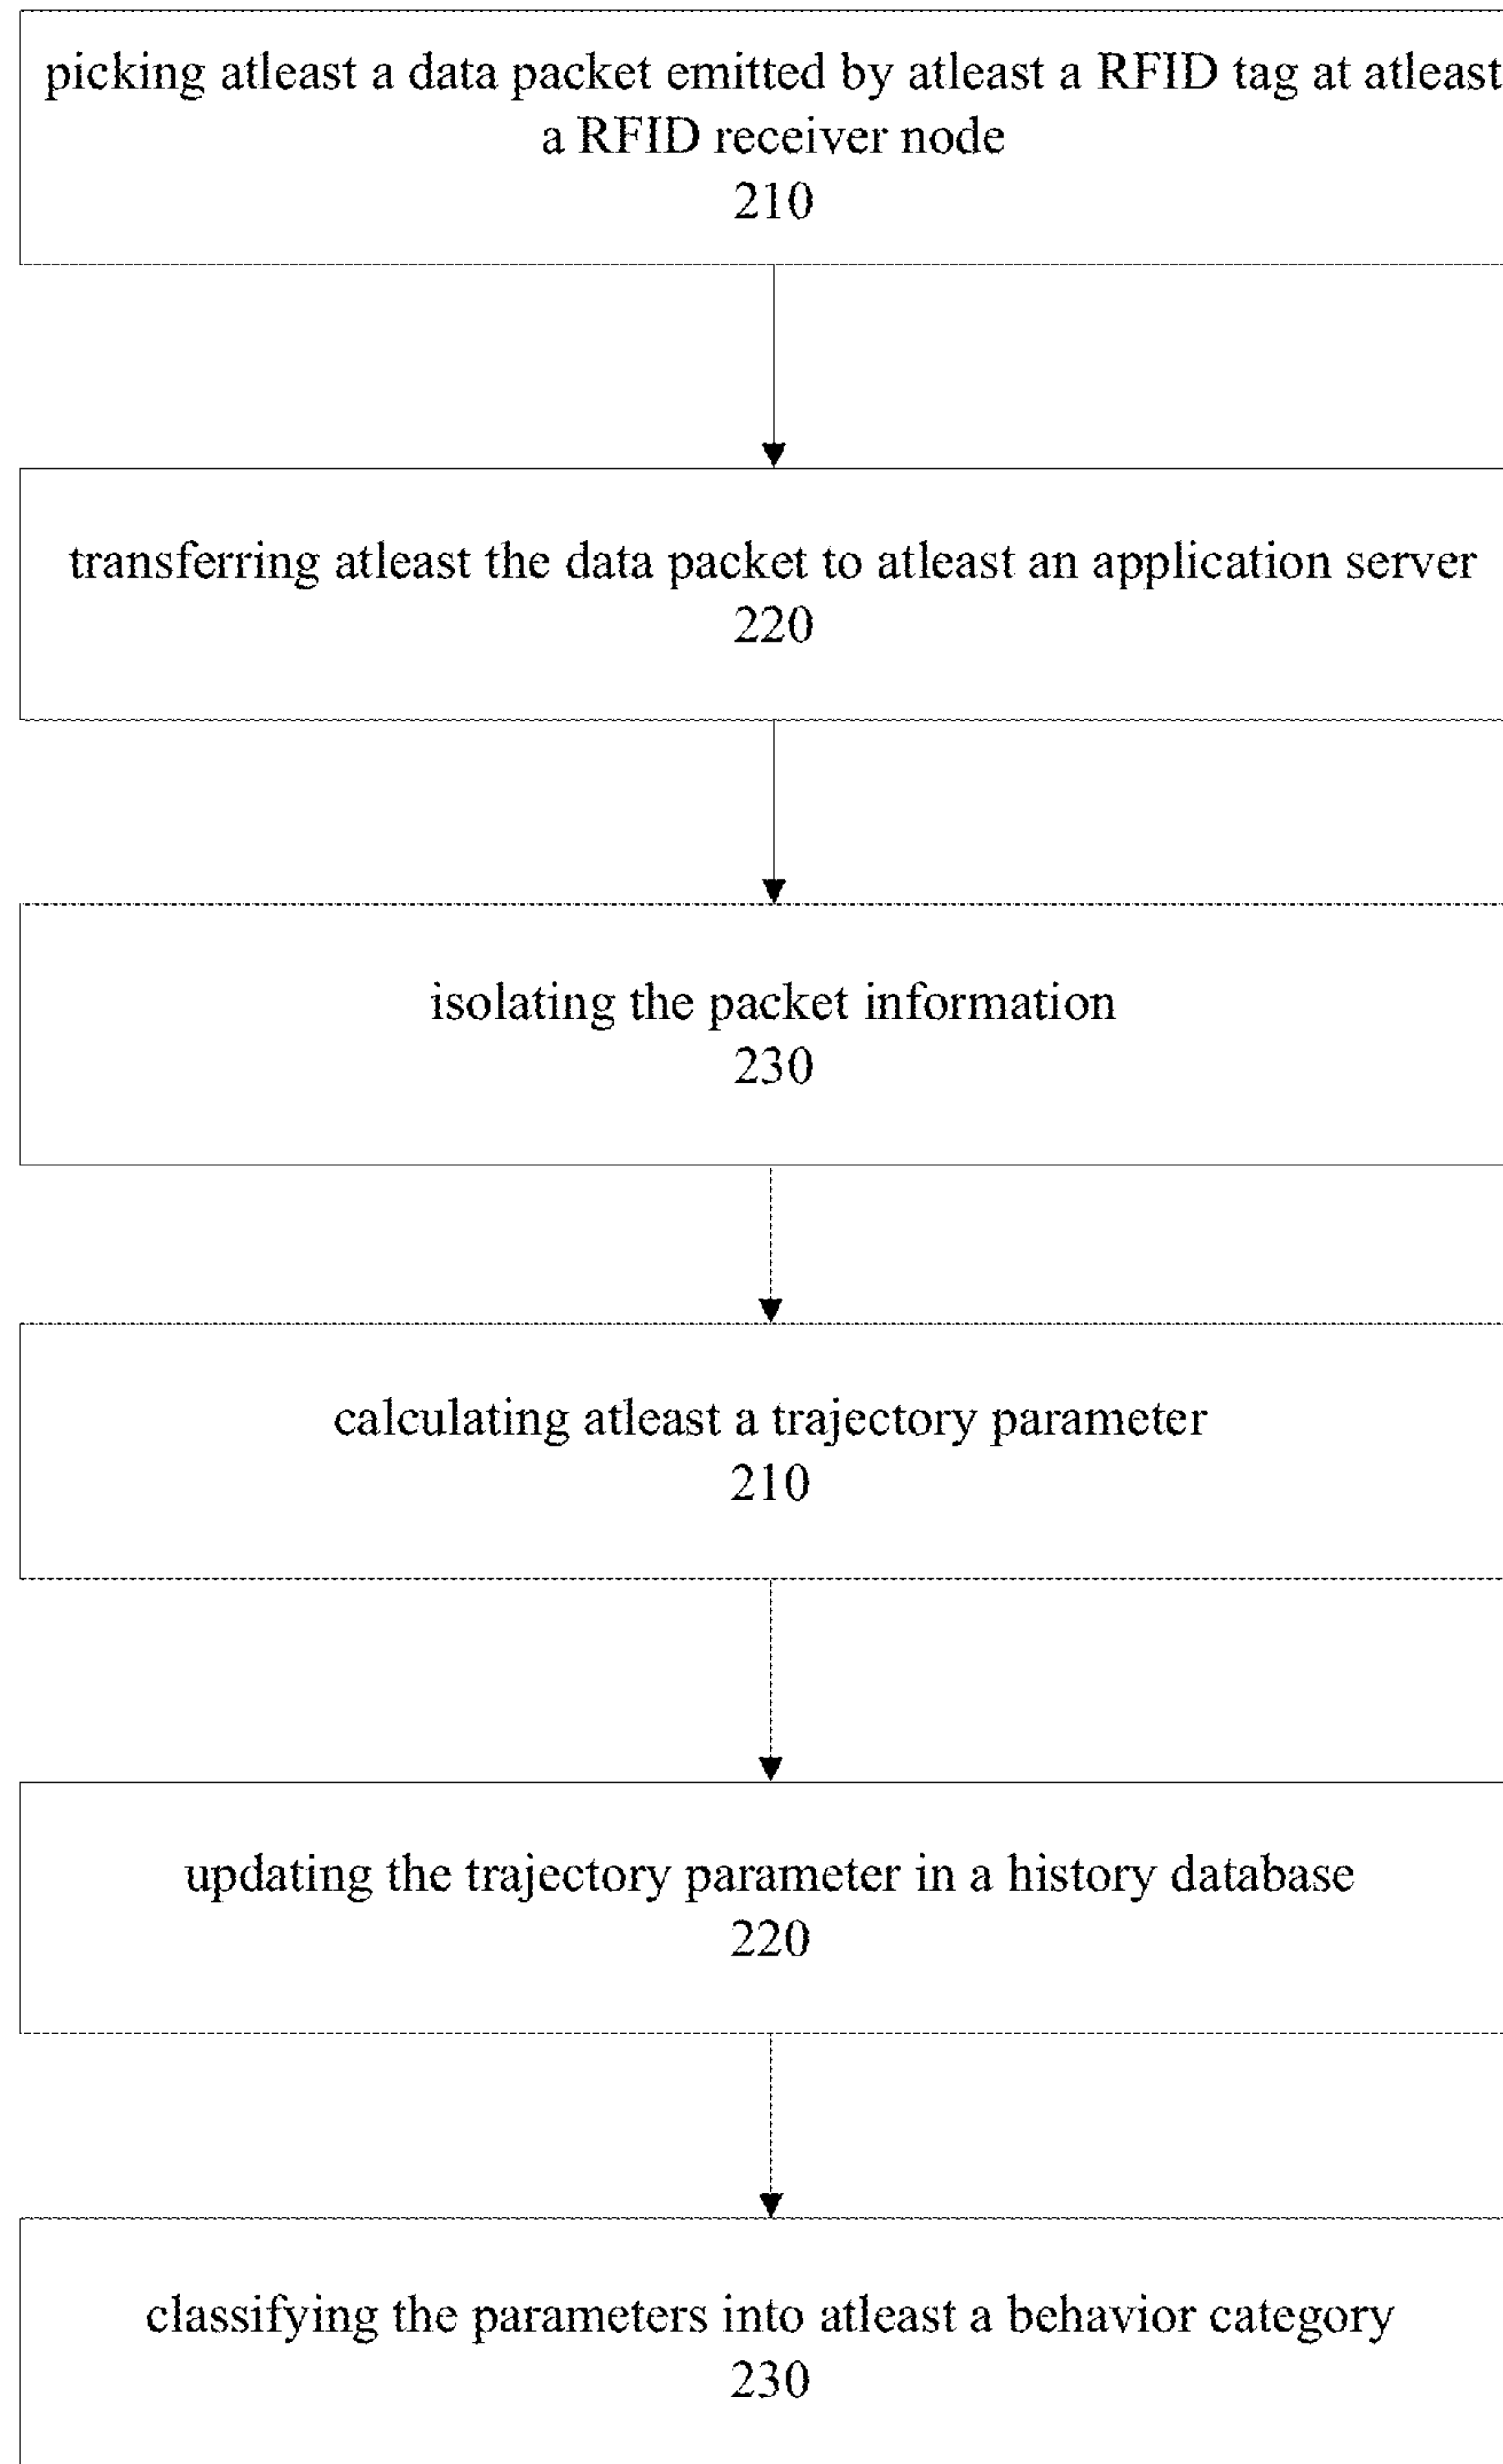 picking atleast a data packet emitted by atleast a RFID tag at atleast
a RFID receiver node
210
transferring atleast the data packet to atleast an application server
220
isolating the packet information
230
calculating atleast a trajectory parameter
210
updating the trajectory parameter in a history database
220
classifying the parameters into atleast a behavior category
230